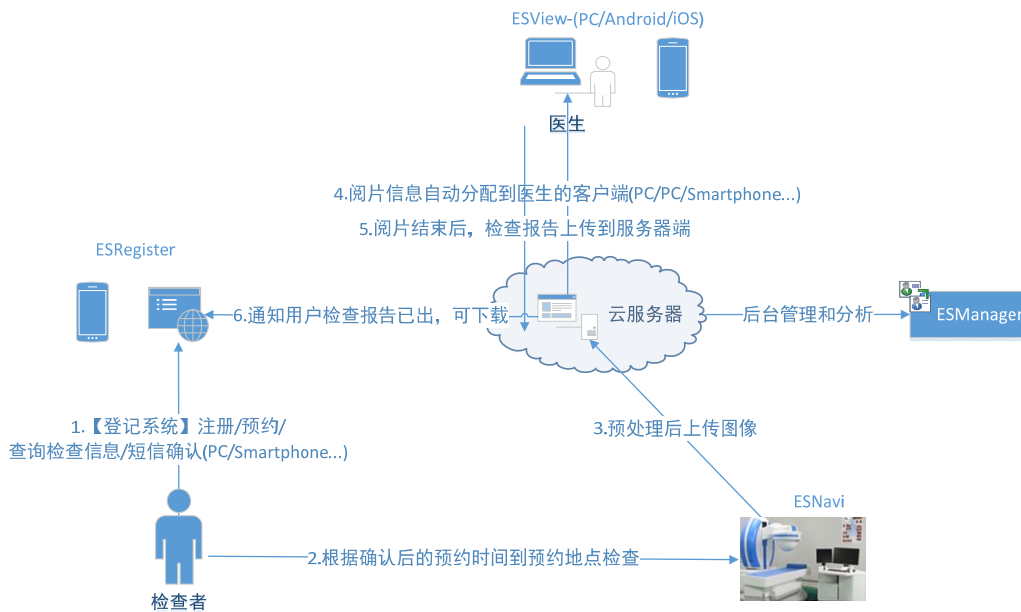 ESView-(PC/Android/iOS)
医生
4.阅片信息自动分配到医生的客户端(PC/PC/Smartphone...)
5.阅片结束后，检查报告上传到服务器端
ESRegister
6.通知用户检查报告已出，可下载
云服务器
后台管理和分析
ESManager
1.【登记系统】注册/预约/
查询检查信息/短信确认(PC/Smartphone...)
3.预处理后上传图像
ESNavi
2.根据确认后的预约时间到预约地点检查
检查者